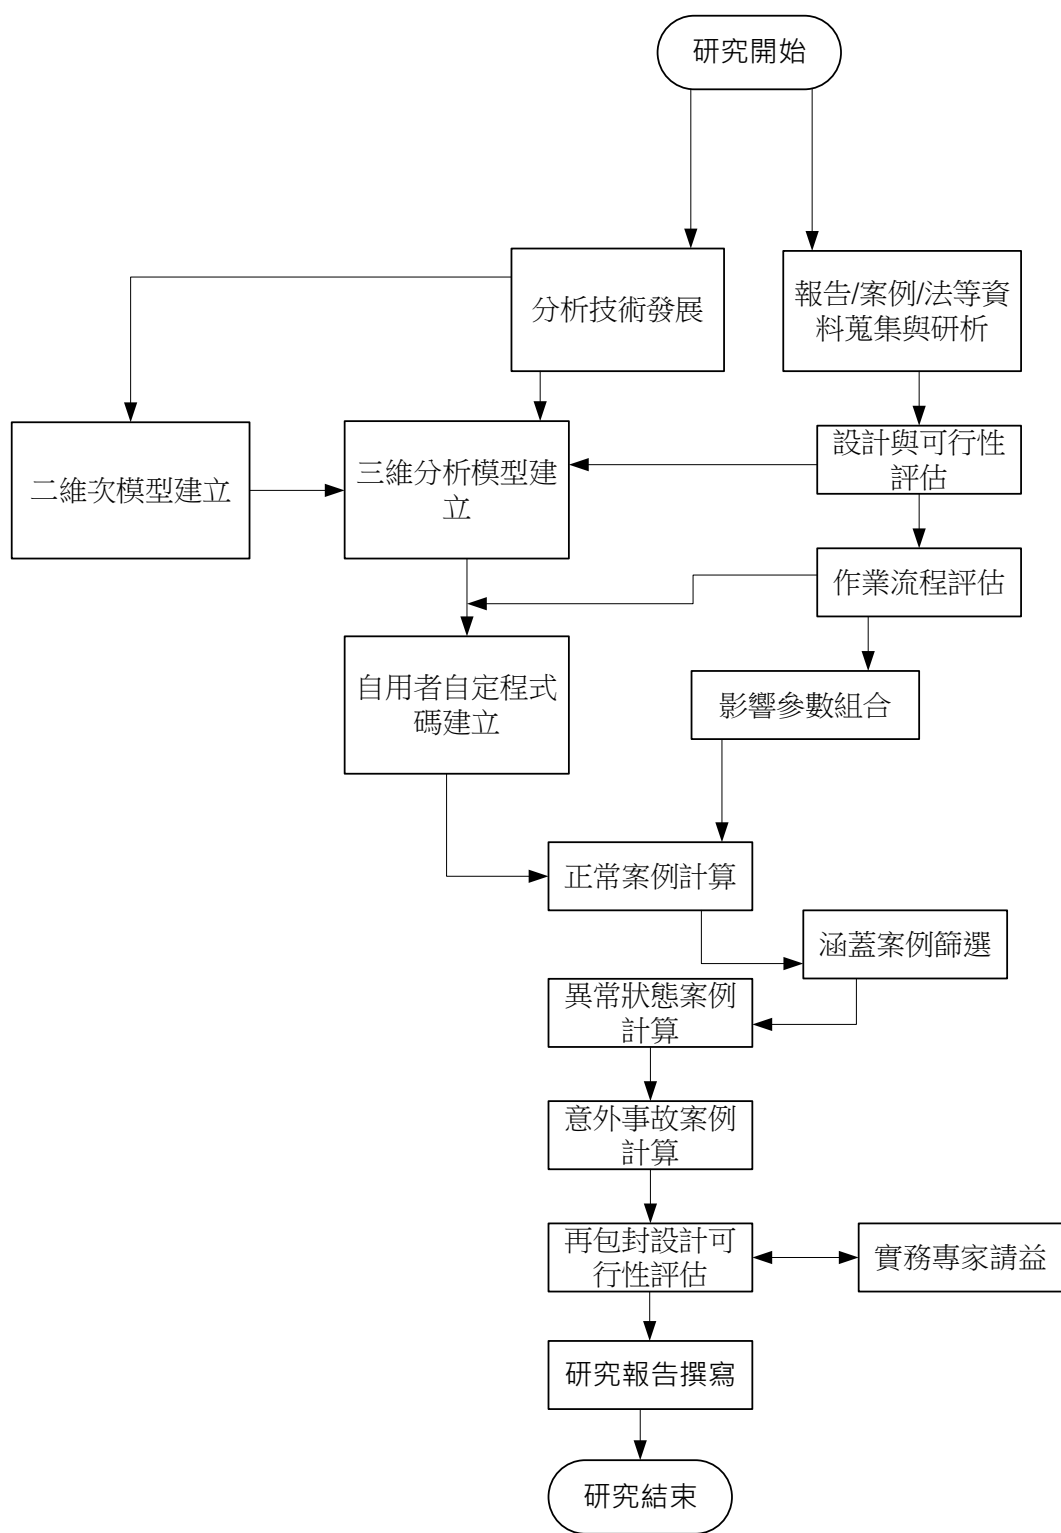 研究開始
分析技術發展
報告/案例/法等資
料蒐集與研析
二維次模型建立
三維分析模型建
立
設計與可行性
評估
作業流程評估
自用者自定程式
碼建立
影響參數組合
正常案例計算
涵蓋案例篩選
異常狀態案例
計算
意外事故案例
計算
再包封設計可
行性評估
實務專家請益
研究報告撰寫
研究結束